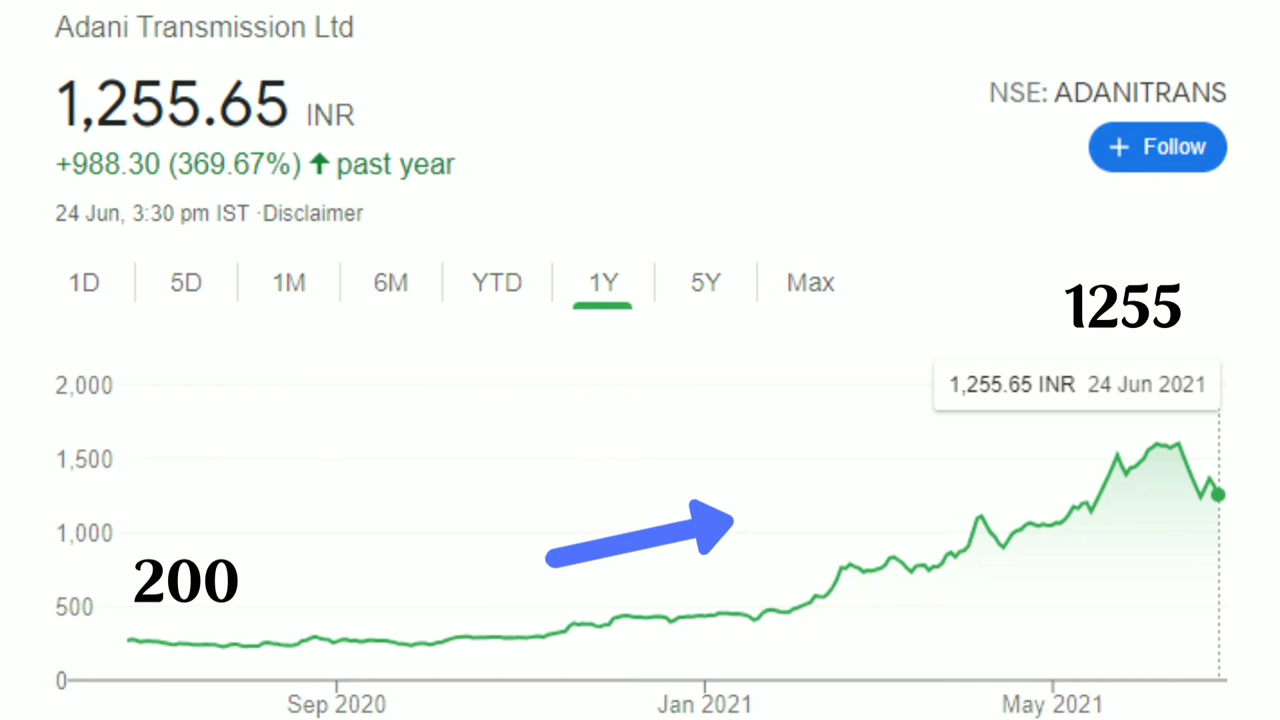 Adani Transmission Ltd
1,255.65 INR
NSE: ADANITRANS
+988.30 (369.67%) ↑ past year
+ Follow
24 Jun, 3:30 pm IST ·Disclaimer
1D 5D 1M 6M YTD 1Y 5Y Max
1255
1,255.65 INR 24 Jun 2021
2,000
1,500
1,000
200
500
0
Sep 2020 Jan 2021 May 2021